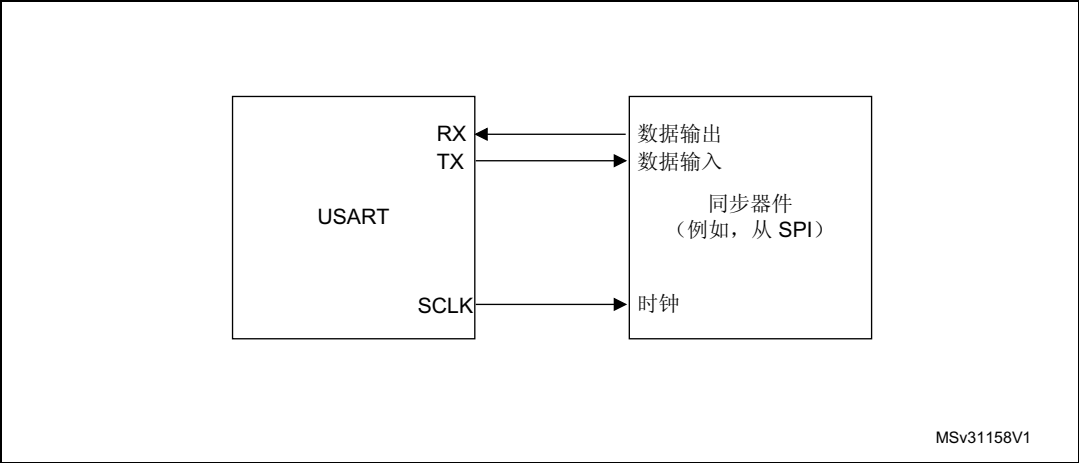 RX
TX
USART
SCLK
数据输出
数据输入
同步器件
（例如，从 SPI）
时钟
MSv31158V1